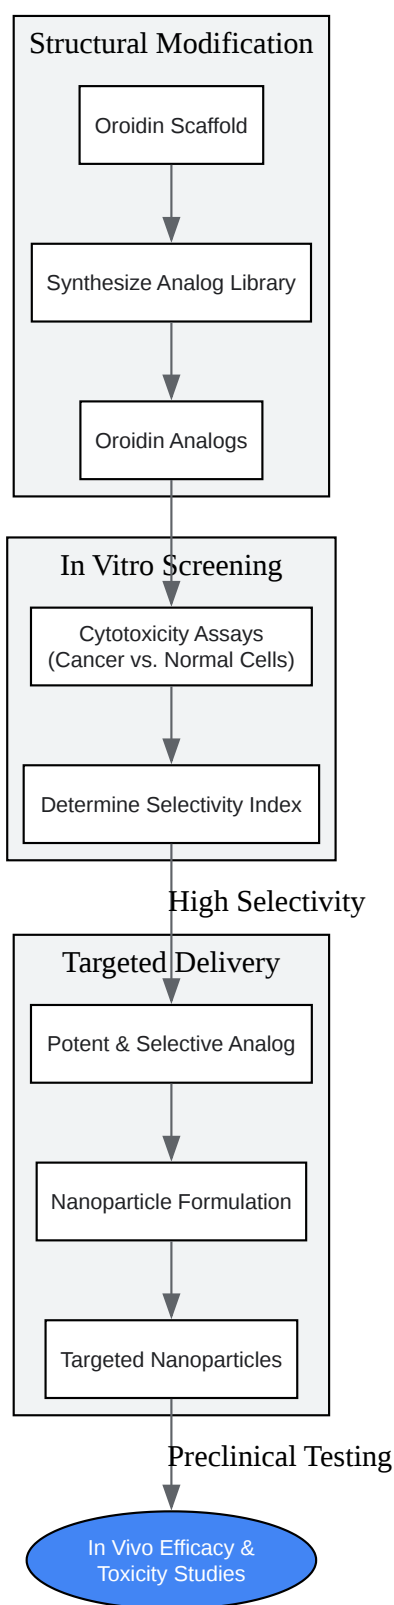 Structural Modification
Oroidin Scaffold
Synthesize Analog Library
Oroidin Analogs
In Vitro Screening
Cytotoxicity Assays
(Cancer vs. Normal Cells)
Determine Selectivity Index
High Selectivity
Targeted Delivery
Potent & Selective Analog
Nanoparticle Formulation
Targeted Nanoparticles
Preclinical Testing
In Vivo Efficacy &
Toxicity Studies